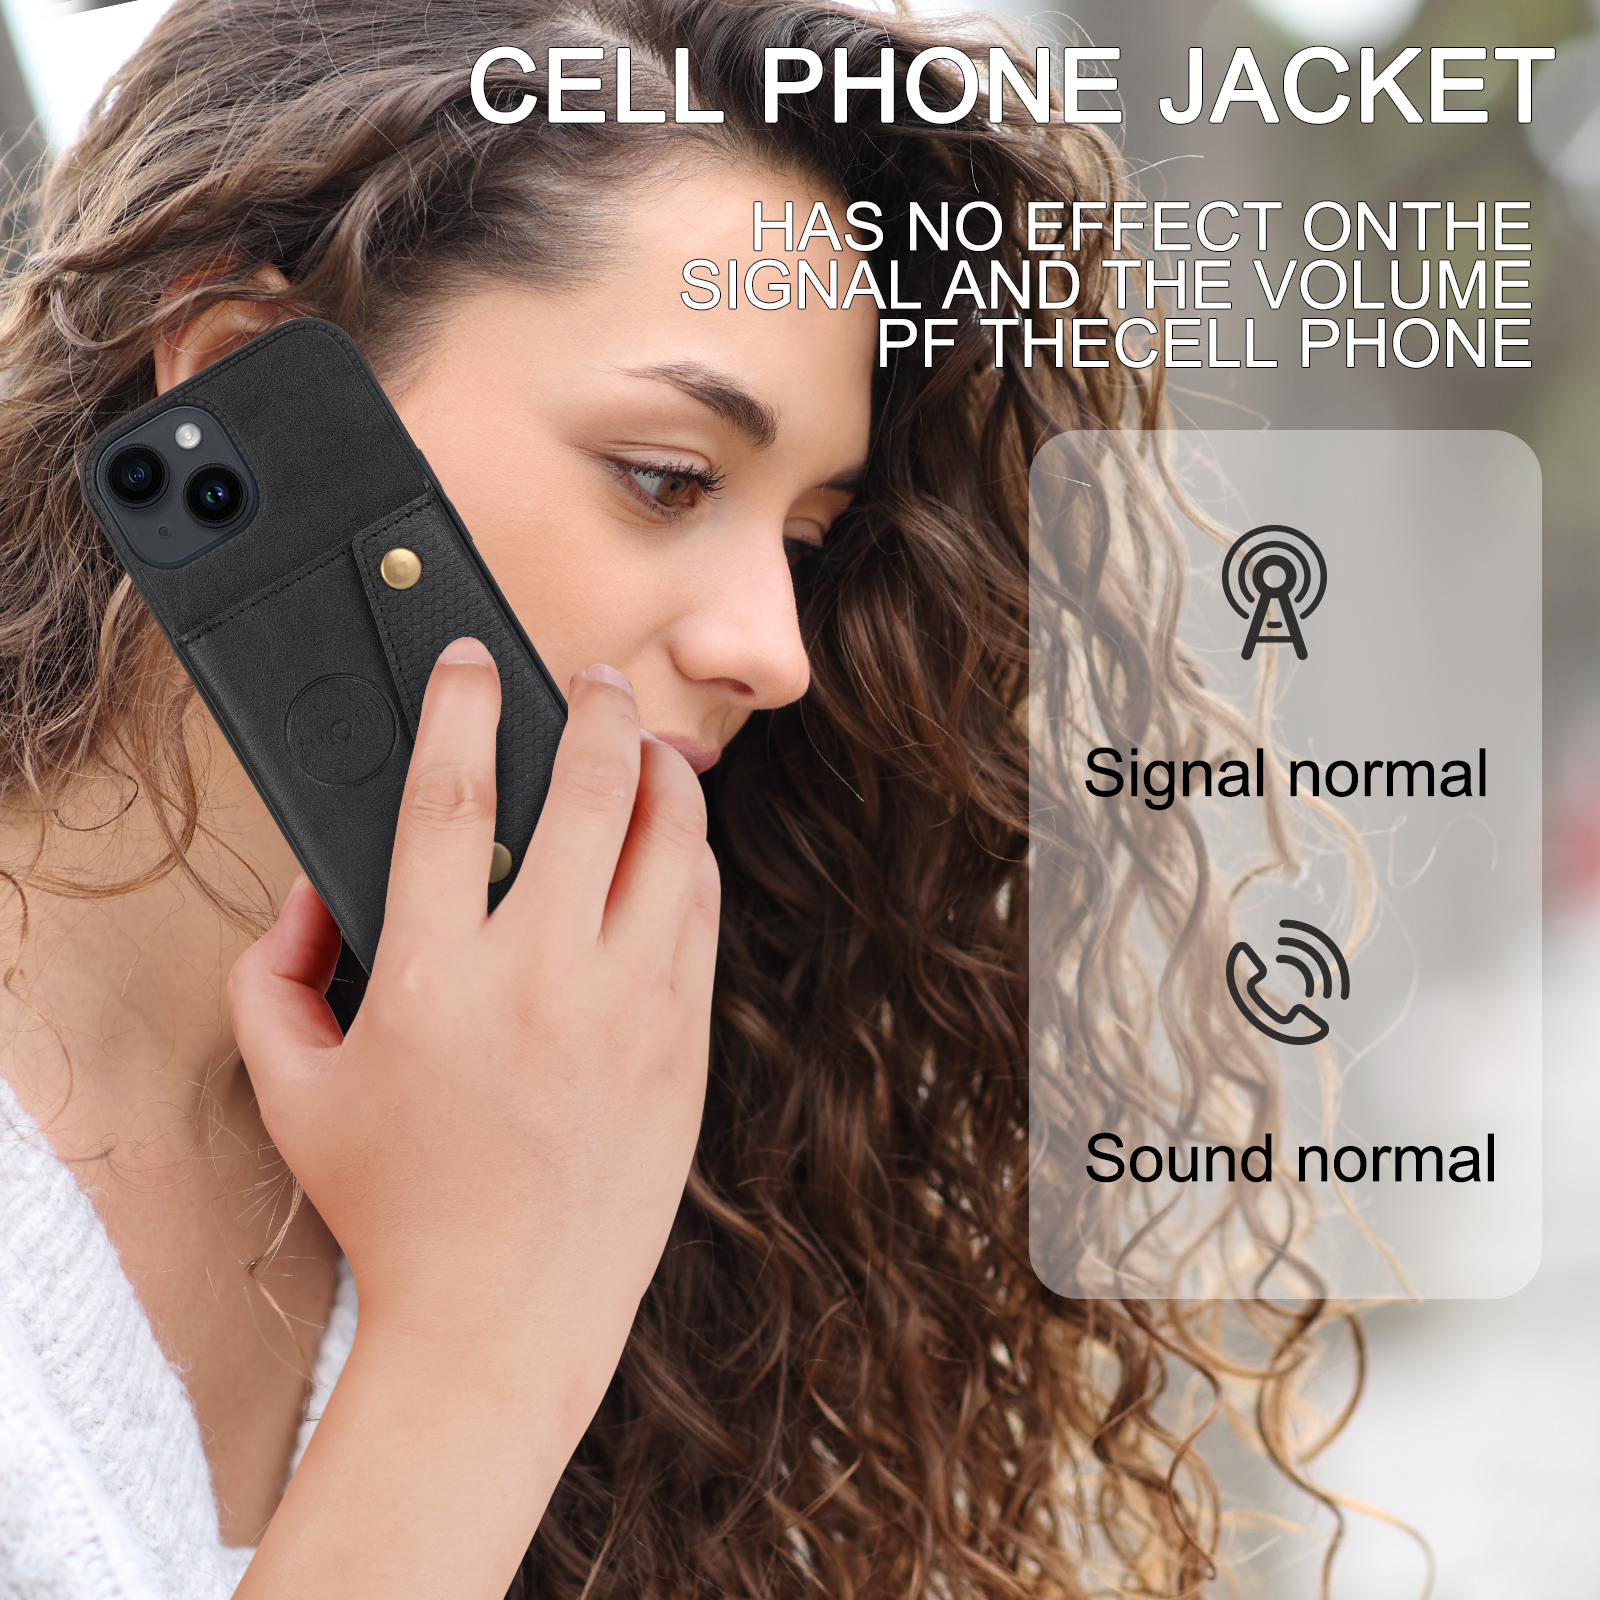 CELL PHONE JACKET
HAS NO EFFECT ONTHE
SIGNAL AND THE VOLUME
PF THECELL PHONE
Signal normal
Sound normal